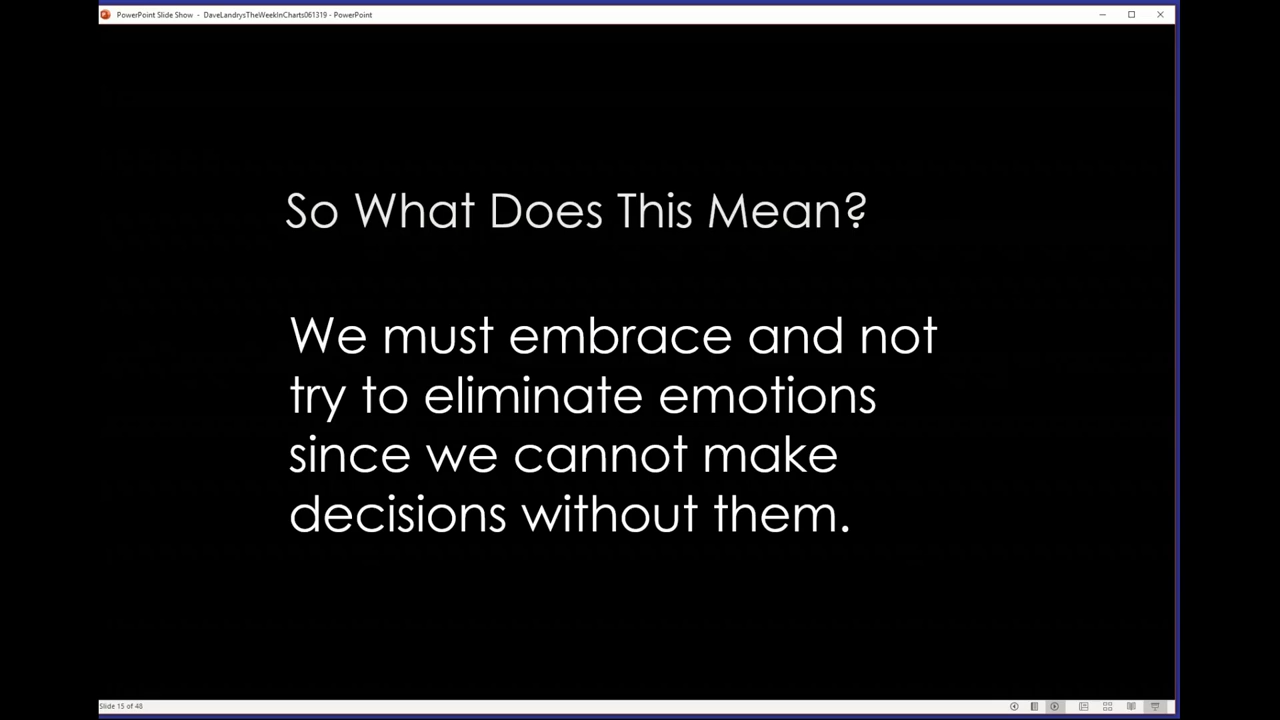 PowerPoint Slide Show - DaveLandrysTheWeekInCharts061319 - PowerPoint
So What Does This Mean?
We must embrace and not
try to eliminate emotions
since we cannot make
decisions without them.
Slide 15 of 48